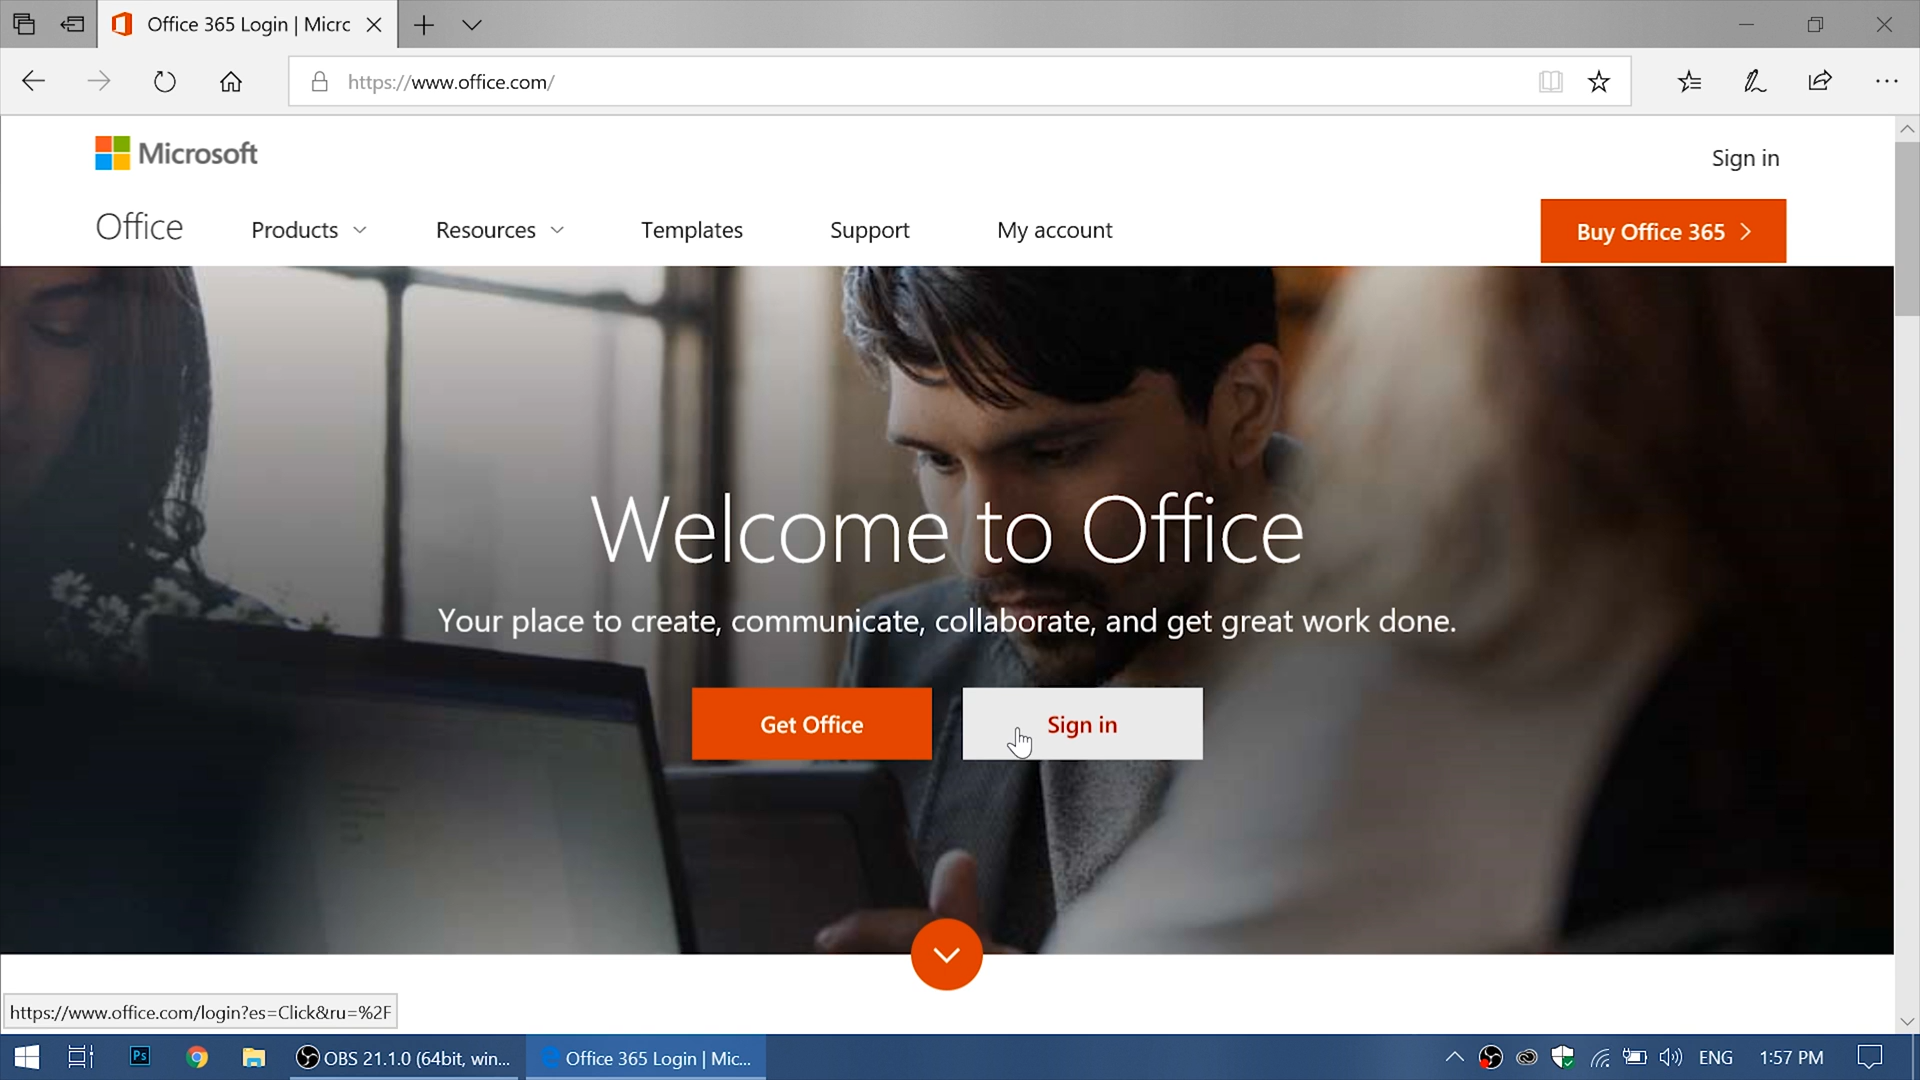 Office 365 Login | Micr
https://www.office.com/
Microsoft
Sign in
Office
Products
Resources
Templates
Support
My account
Buy Office 365
Welcome to Office
Your place to create, communicate, collaborate, and get great work done.
Get Office
Sign in
https://www.office.com/login?es=Click&ru=%2F
Ps
OBS 21.1.0 (64bit, win...
Office 365 Login | Mic...
ENG
1:57 PM